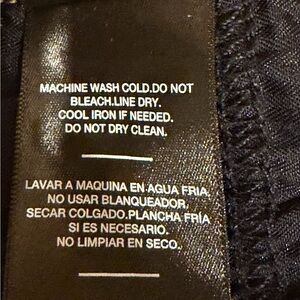 MACHINE WASH COLD.DO NOT
BLEACH.LINE DRY.
COOL IRON IF NEEDED.
DO NOT DRY CLEAN.
LAVAR A MAQUINA EN AGUA FRIA.
NO USAR BLANQUEADOR.
SECAR COLGADO.PLANCHA FRÍA
SI ES NECESARIO.
NO LIMPIAR EN SECO.